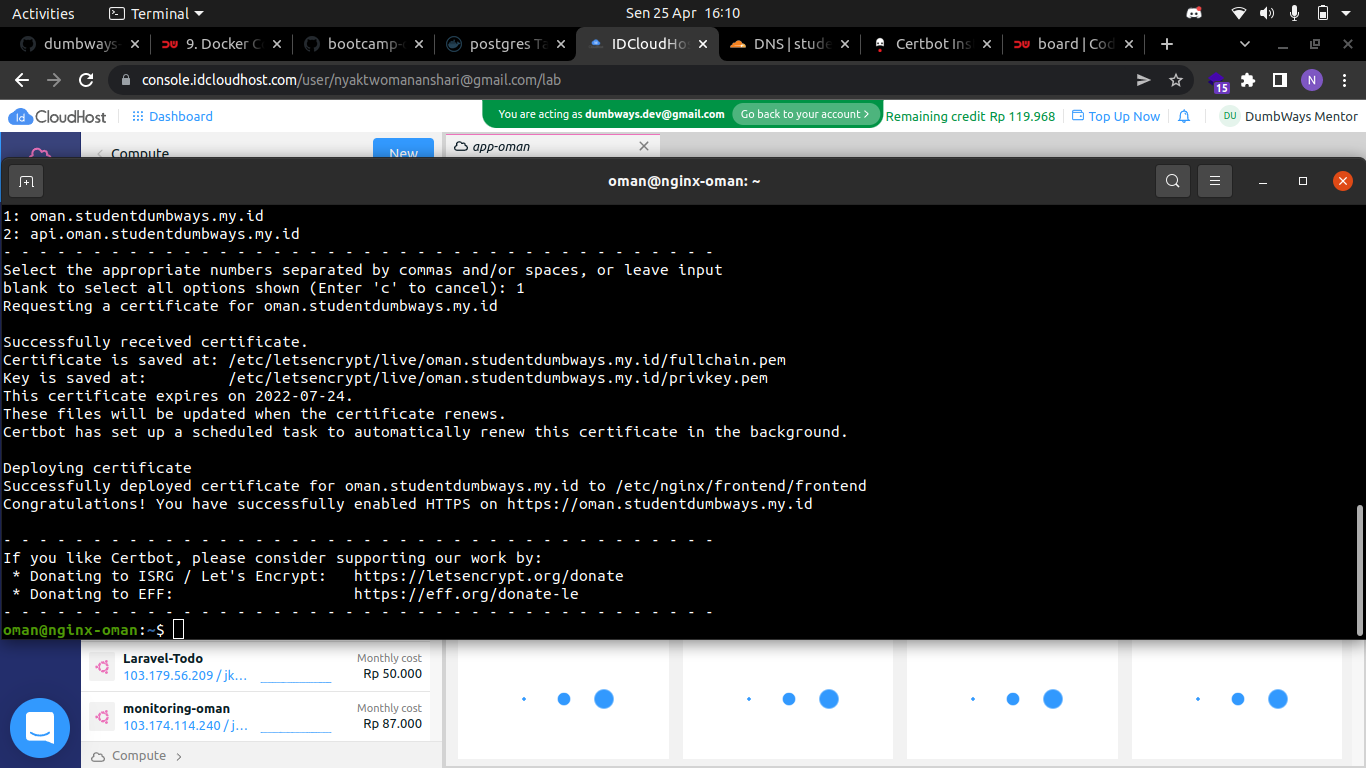 Activities
Terminal
Sen 25 Apr 16:10
dumbways-
9. Docker C
bootcamp-
postgres Ta
IDCloudHo
DNS | stude
Certbot Ins
board | Cod
console.idcloudhost.com/user/nyaktwomananshari@gmail.com/lab
15
N
Id CloudHost
Dashboard
You are acting as dumbways.dev@gmail.com
Go back to your account >
Remaining credit Rp 119.968
Top Up Now
DU
DumbWays Mentor
Compute
New
app-oman
oman@nginx-oman: ~
1: oman.studentdumbways.my.id
2: api.oman.studentdumbways.my.id
- - - - - - - - - - - - - - - - - - - - - - - - - - - - - - - - - - - - - - - -
Select the appropriate numbers separated by commas and/or spaces, or leave input
blank to select all options shown (Enter 'c' to cancel): 1
Requesting a certificate for oman.studentdumbways.my.id
Successfully received certificate.
Certificate is saved at: /etc/letsencrypt/live/oman.studentdumbways.my.id/fullchain.pem
Key is saved at:         /etc/letsencrypt/live/oman.studentdumbways.my.id/privkey.pem
This certificate expires on 2022-07-24.
These files will be updated when the certificate renews.
Certbot has set up a scheduled task to automatically renew this certificate in the background.
Deploying certificate
Successfully deployed certificate for oman.studentdumbways.my.id to /etc/nginx/frontend/frontend
Congratulations! You have successfully enabled HTTPS on https://oman.studentdumbways.my.id
- - - - - - - - - - - - - - - - - - - - - - - - - - - - - - - - - - - - - - - -
If you like Certbot, please consider supporting our work by:
 * Donating to ISRG / Let's Encrypt:   https://letsencrypt.org/donate
 * Donating to EFF:                    https://eff.org/donate-le
- - - - - - - - - - - - - - - - - - - - - - - - - - - - - - - - - - - - - - - -
oman@nginx-oman:~$
Laravel-Todo
Monthly cost
103.179.56.209 / jk...
Rp 50.000
monitoring-oman
Monthly cost
103.174.114.240 / j...
Rp 87.000
Compute >